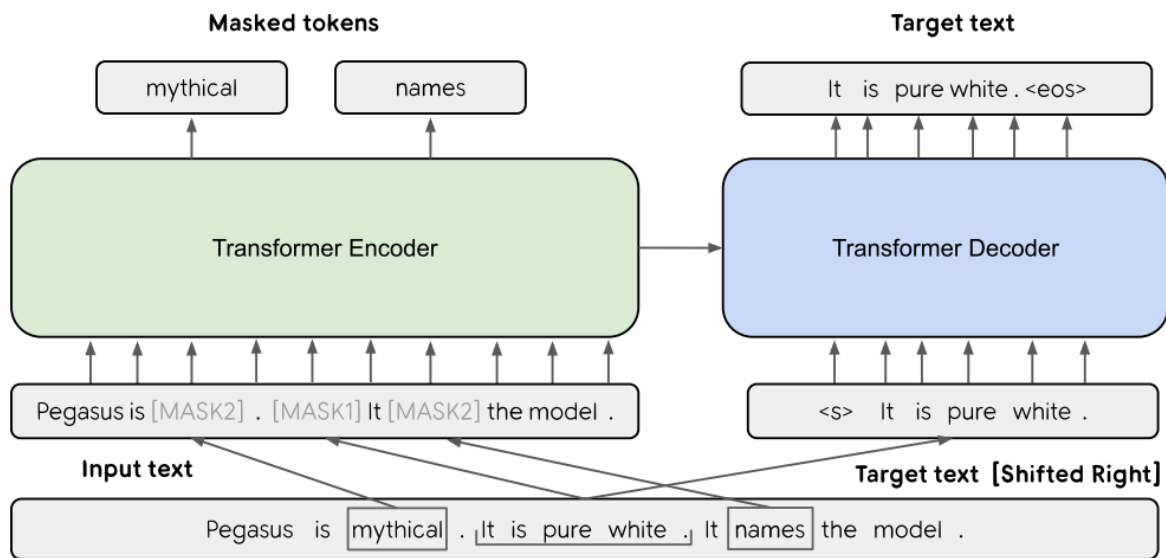 Masked tokens
Target text
mythical
names
It is pure white . <eos>
Transformer Encoder
Transformer Decoder
Pegasus is [MASK2] . [MASK1] It [MASK2] the model .
<s> It is pure white .
Input text
Target text [Shifted Right]
Pegasus is mythical . It is pure white . It names the model .